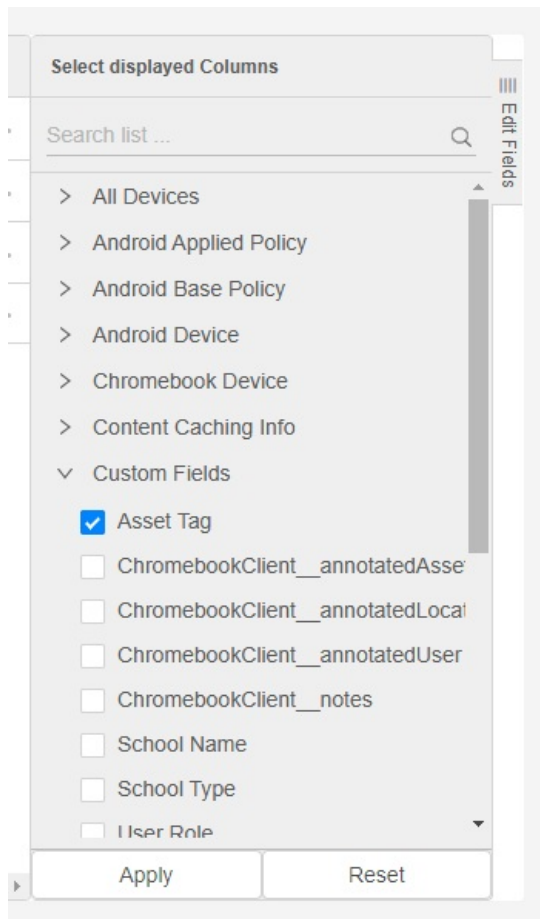 Select displayed Columns
Edit Fields
Search list ...
All Devices
Android Applied Policy
Android Base Policy
Android Device
Chromebook Device
Content Caching Info
Custom Fields
Asset Tag
ChromebookClient__annotatedAsse
ChromebookClient__annotatedLocat
ChromebookClient__annotatedUser
ChromebookClient__notes
School Name
School Type
User Role
Apply Reset